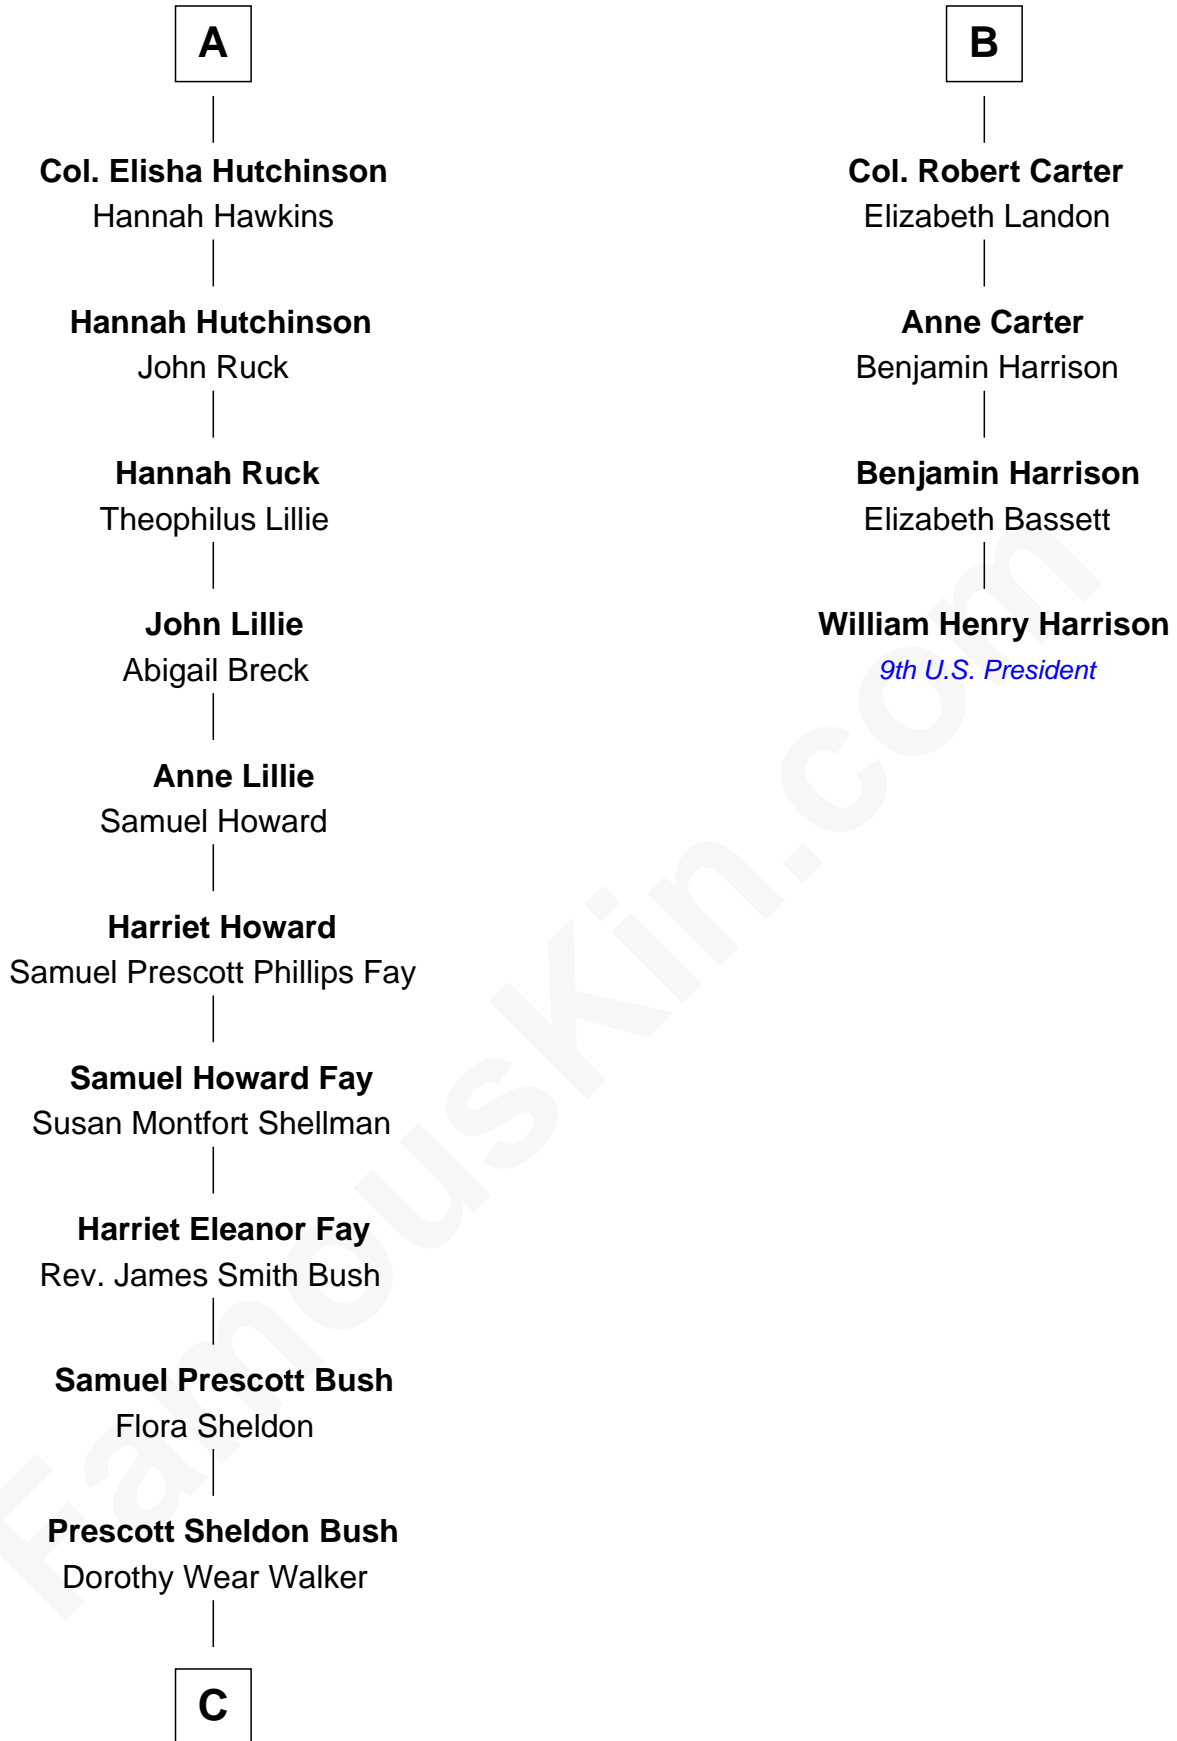 A
Col. Elisha Hutchinson
Hannah Hawkins
Hannah Hutchinson
John Ruck
Hannah Ruck
Theophilus Lillie
John Lillie
Abigail Breck
Anne Lillie
Samuel Howard
Harriet Howard
Samuel Prescott Phillips Fay
Samuel Howard Fay
Susan Montfort Shellman
Harriet Eleanor Fay
Rev. James Smith Bush
Samuel Prescott Bush
Flora Sheldon
Prescott Sheldon Bush
Dorothy Wear Walker
C
B
Col. Robert Carter
Elizabeth Landon
Anne Carter
Benjamin Harrison
Benjamin Harrison
Elizabeth Bassett
William Henry Harrison
9th U.S. President
FamousKin.com